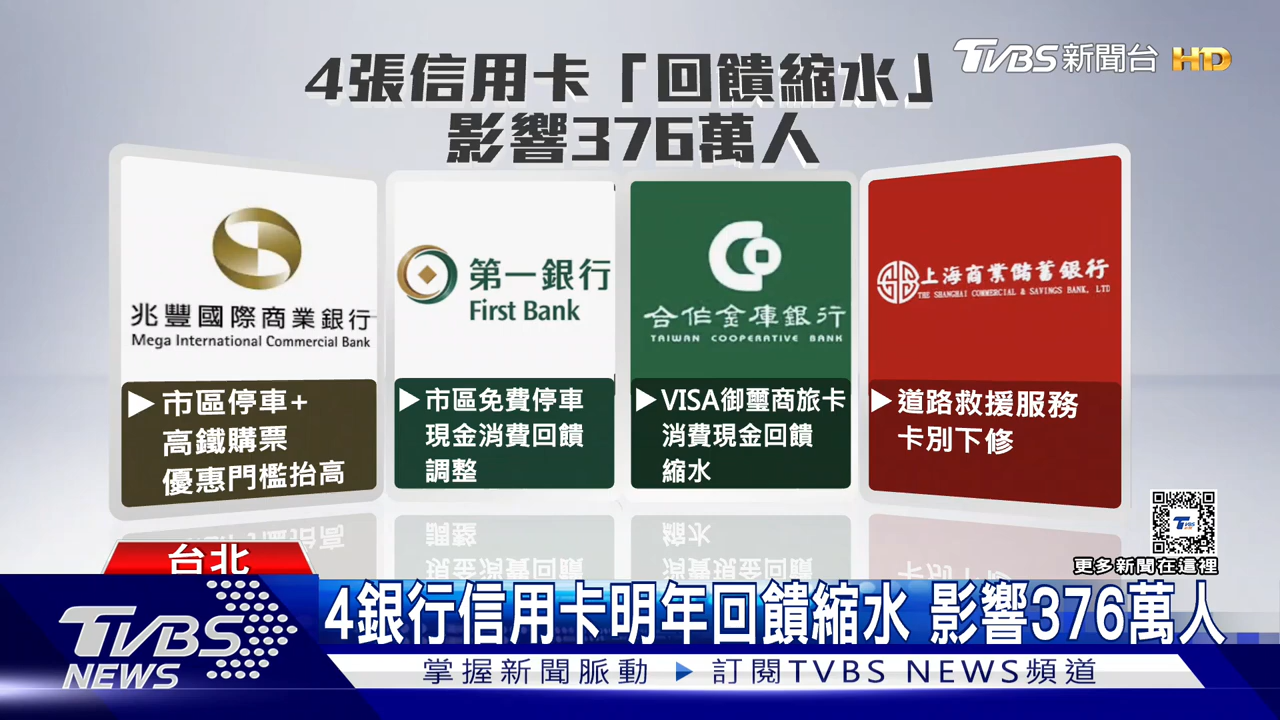 TVBS新聞台 HD
4張信用卡「回饋縮水」
影響376萬人
兆豐國際商業銀行
Mega International Commercial Bank
▶市區停車+
高鐵購票
優惠門檻抬高
第一銀行
First Bank
▶市區免費停車
現金消費回饋
調整
合作金庫銀行
TAIWAN COOPERATIVE BANK
▶VISA御璽商旅卡
消費現金回饋
縮水
上海商業儲蓄銀行
THE SHANGHAI COMMERCIAL & SAVINGS BANK, LTD
▶道路救援服務
卡別下修
TVBS
更多新聞在這裡
台北
4銀行信用卡明年回饋縮水 影響376萬人
TVBS
NEWS
掌握新聞脈動 ▶ 訂閱TVBS NEWS頻道